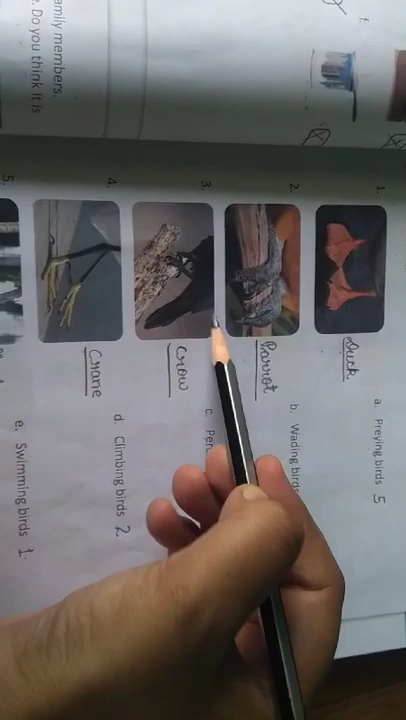 f.
amily members.
. Do you think it is
1.
Duck
a. Preying birds 5
2.
Parrot
b. Wading birds
3.
Crow
c.
4.
Crane
d. Climbing birds 2
5.
e. Swimming birds 1